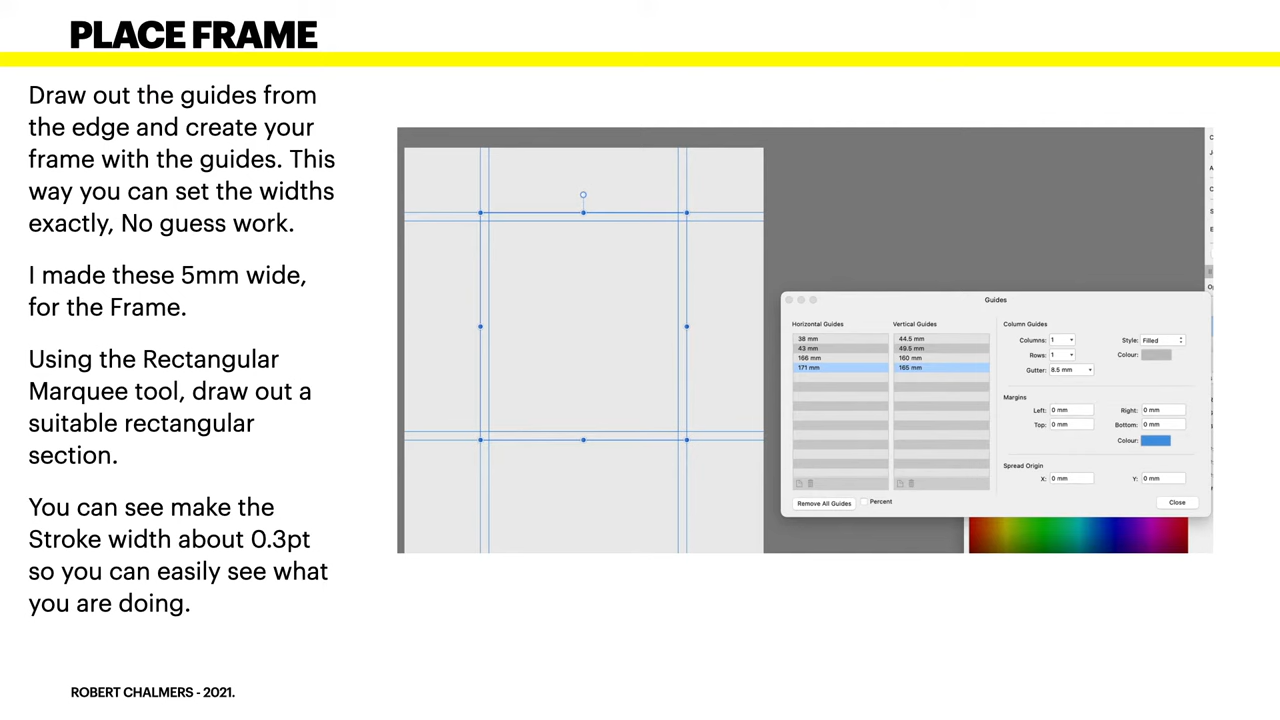 PLACE FRAME
Draw out the guides from
the edge and create your
frame with the guides. This
way you can set the widths
exactly, No guess work.
I made these 5mm wide,
for the Frame.
Using the Rectangular
Marquee tool, draw out a
suitable rectangular
section.
You can see make the
Stroke width about 0.3pt
so you can easily see what
you are doing.
Guides
Horizontal Guides
38 mm
43 mm
166 mm
171 mm
Vertical Guides
44.5 mm
49.5 mm
160 mm
165 mm
Column Guides
Columns: 1
Style: Filled
Rows: 1
Colour:
Gutter: 8.5 mm
Margins
Left: 0 mm
Right: 0 mm
Top: 0 mm
Bottom: 0 mm
Colour:
Spread Origin
X: 0 mm
Y: 0 mm
Remove All Guides
Percent
Close
ROBERT CHALMERS - 2021.